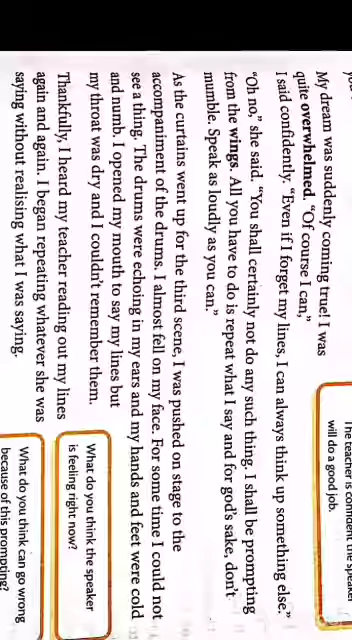 The teacher is confident the speaker
will do a good job.
My dream was suddenly coming true! I was
quite overwhelmed. "Of course I can,"
I said confidently. "Even if I forget my lines, I can always think up something else."
"Oh no," she said. "You shall certainly not do any such thing. I shall be prompting
from the wings. All you have to do is repeat what I say and for god's sake, don't
mumble. Speak as loudly as you can."
As the curtains went up for the third scene, I was pushed on stage to the
accompaniment of the drums. I almost fell on my face. For some time I could not
see a thing. The drums were echoing in my ears and my hands and feet were cold
and numb. I opened my mouth to say my lines but
my throat was dry and I couldn't remember them.
What do you think the speaker
is feeling right now?
Thankfully, I heard my teacher reading out my lines
again and again. I began repeating whatever she was
saying without realising what I was saying.
What do you think can go wrong
because of this prompting?